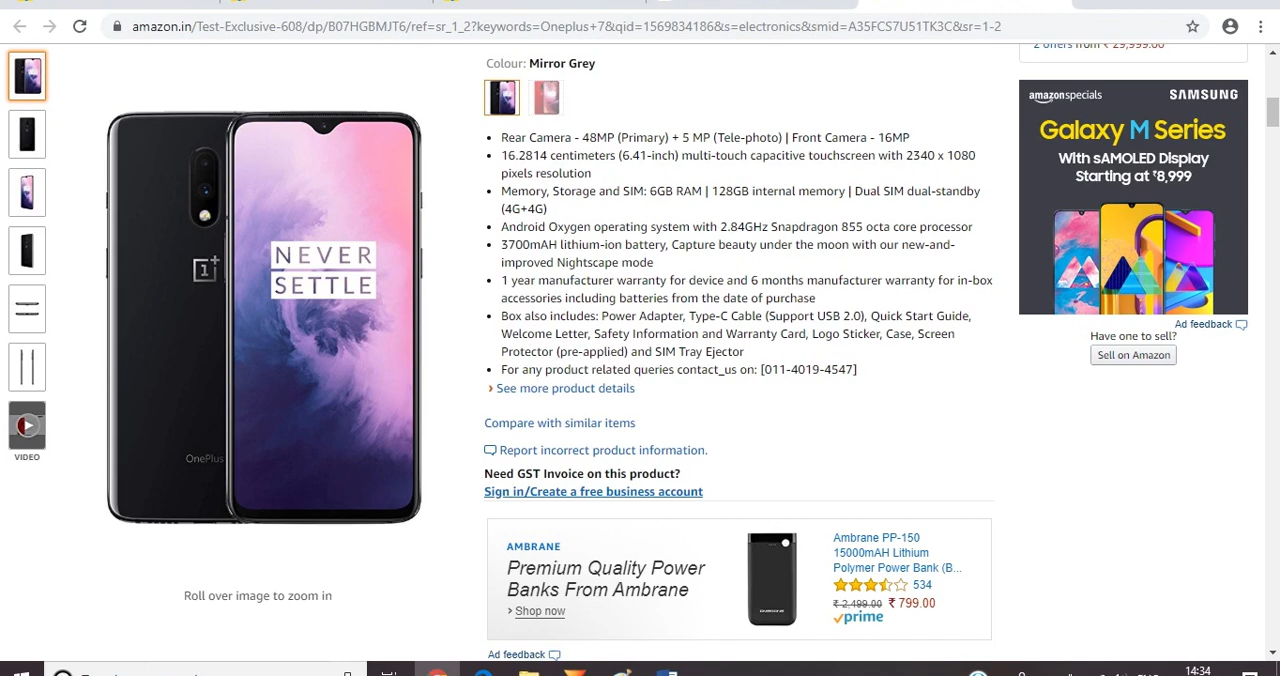 amazon.in/Test-Exclusive-608/dp/B07HGBMJT6/ref=sr_1_2?keywords=Oneplus+7&qid=1569834186&s=electronics&smid=A35FCS7U51TK3C&sr=1-2
2 offers from ₹ 29,999.00
Colour: Mirror Grey
• Rear Camera - 48MP (Primary) + 5 MP (Tele-photo) | Front Camera - 16MP
• 16.2814 centimeters (6.41-inch) multi-touch capacitive touchscreen with 2340 x 1080
pixels resolution
• Memory, Storage and SIM: 6GB RAM | 128GB internal memory | Dual SIM dual-standby
(4G+4G)
• Android Oxygen operating system with 2.84GHz Snapdragon 855 octa core processor
• 3700mAH lithium-ion battery, Capture beauty under the moon with our new-and-
improved Nightscape mode
• 1 year manufacturer warranty for device and 6 months manufacturer warranty for in-box
accessories including batteries from the date of purchase
• Box also includes: Power Adapter, Type-C Cable (Support USB 2.0), Quick Start Guide,
Welcome Letter, Safety Information and Warranty Card, Logo Sticker, Case, Screen
Protector (pre-applied) and SIM Tray Ejector
• For any product related queries contact_us on: [011-4019-4547]
› See more product details
Compare with similar items
Report incorrect product information.
Need GST Invoice on this product?
Sign in/Create a free business account
NEVER
SETTLE
1+
OnePlus
VIDEO
Roll over image to zoom in
amazonspecials
SAMSUNG
Galaxy M Series
With sAMOLED Display
Starting at ₹8,999
Ad feedback
Have one to sell?
Sell on Amazon
AMBRANE
Premium Quality Power
Banks From Ambrane
› Shop now
Ambrane PP-150
15000mAH Lithium
Polymer Power Bank (B...
534
₹ 2,499.00 ₹ 799.00
prime
Ad feedback
14:34